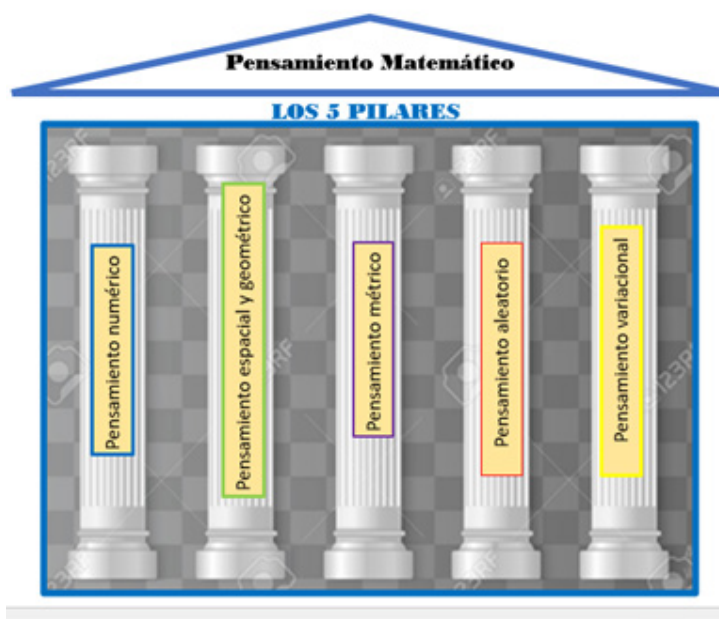 Pensamiento Matemático
LOS 5 PILARES
Pensamiento numérico
Pensamiento espacial y geométrico
Pensamiento métrico
Pensamiento aleatorio
Pensamiento variacional